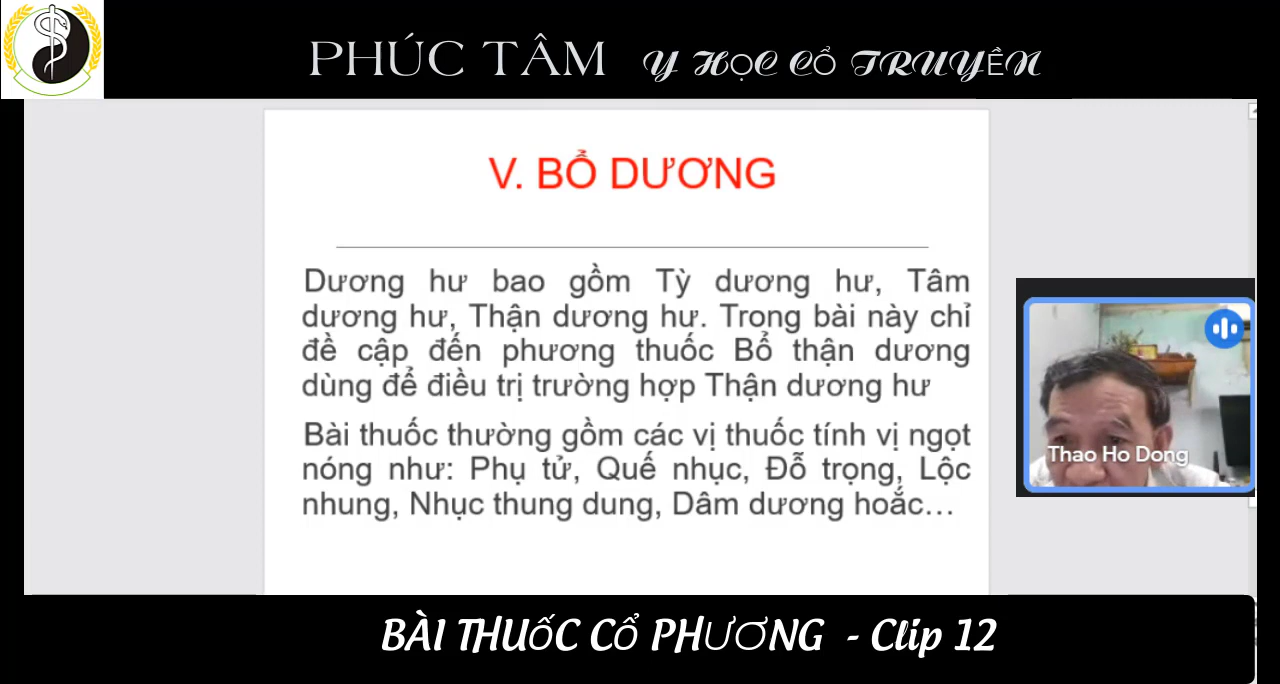 PHÚC TÂM Y HỌC CỔ TRUYỀN
V. BỔ DƯƠNG
Dương hư bao gồm Tỳ dương hư, Tâm
dương hư, Thận dương hư. Trong bài này chỉ
đề cập đến phương thuốc Bổ thận dương
dùng để điều trị trường hợp Thận dương hư
Bài thuốc thường gồm các vị thuốc tính vị ngọt
nóng như: Phụ tử, Quế nhục, Đỗ trọng, Lộc
nhung, Nhục thung dung, Dâm dương hoắc...
Thao Ho Dong
BÀI THUỐC CỔ PHƯƠNG - Clip 12